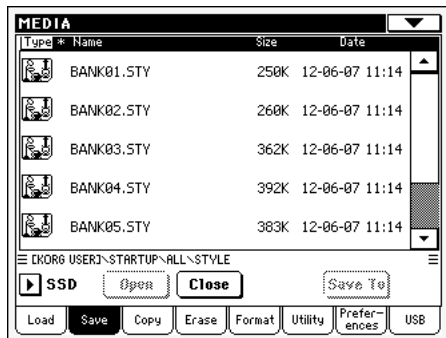 MEDIA
Type * Name Size Date
BANK01.STY 250K 12-06-07 11:14
BANK02.STY 260K 12-06-07 11:14
BANK03.STY 362K 12-06-07 11:14
BANK04.STY 392K 12-06-07 11:14
BANK05.STY 383K 12-06-07 11:14
[KORG USER]\STARTUP\ALL\STYLE
SSD Open Close Save To
Load Save Copy Erase Format Utility Prefer-ences USB